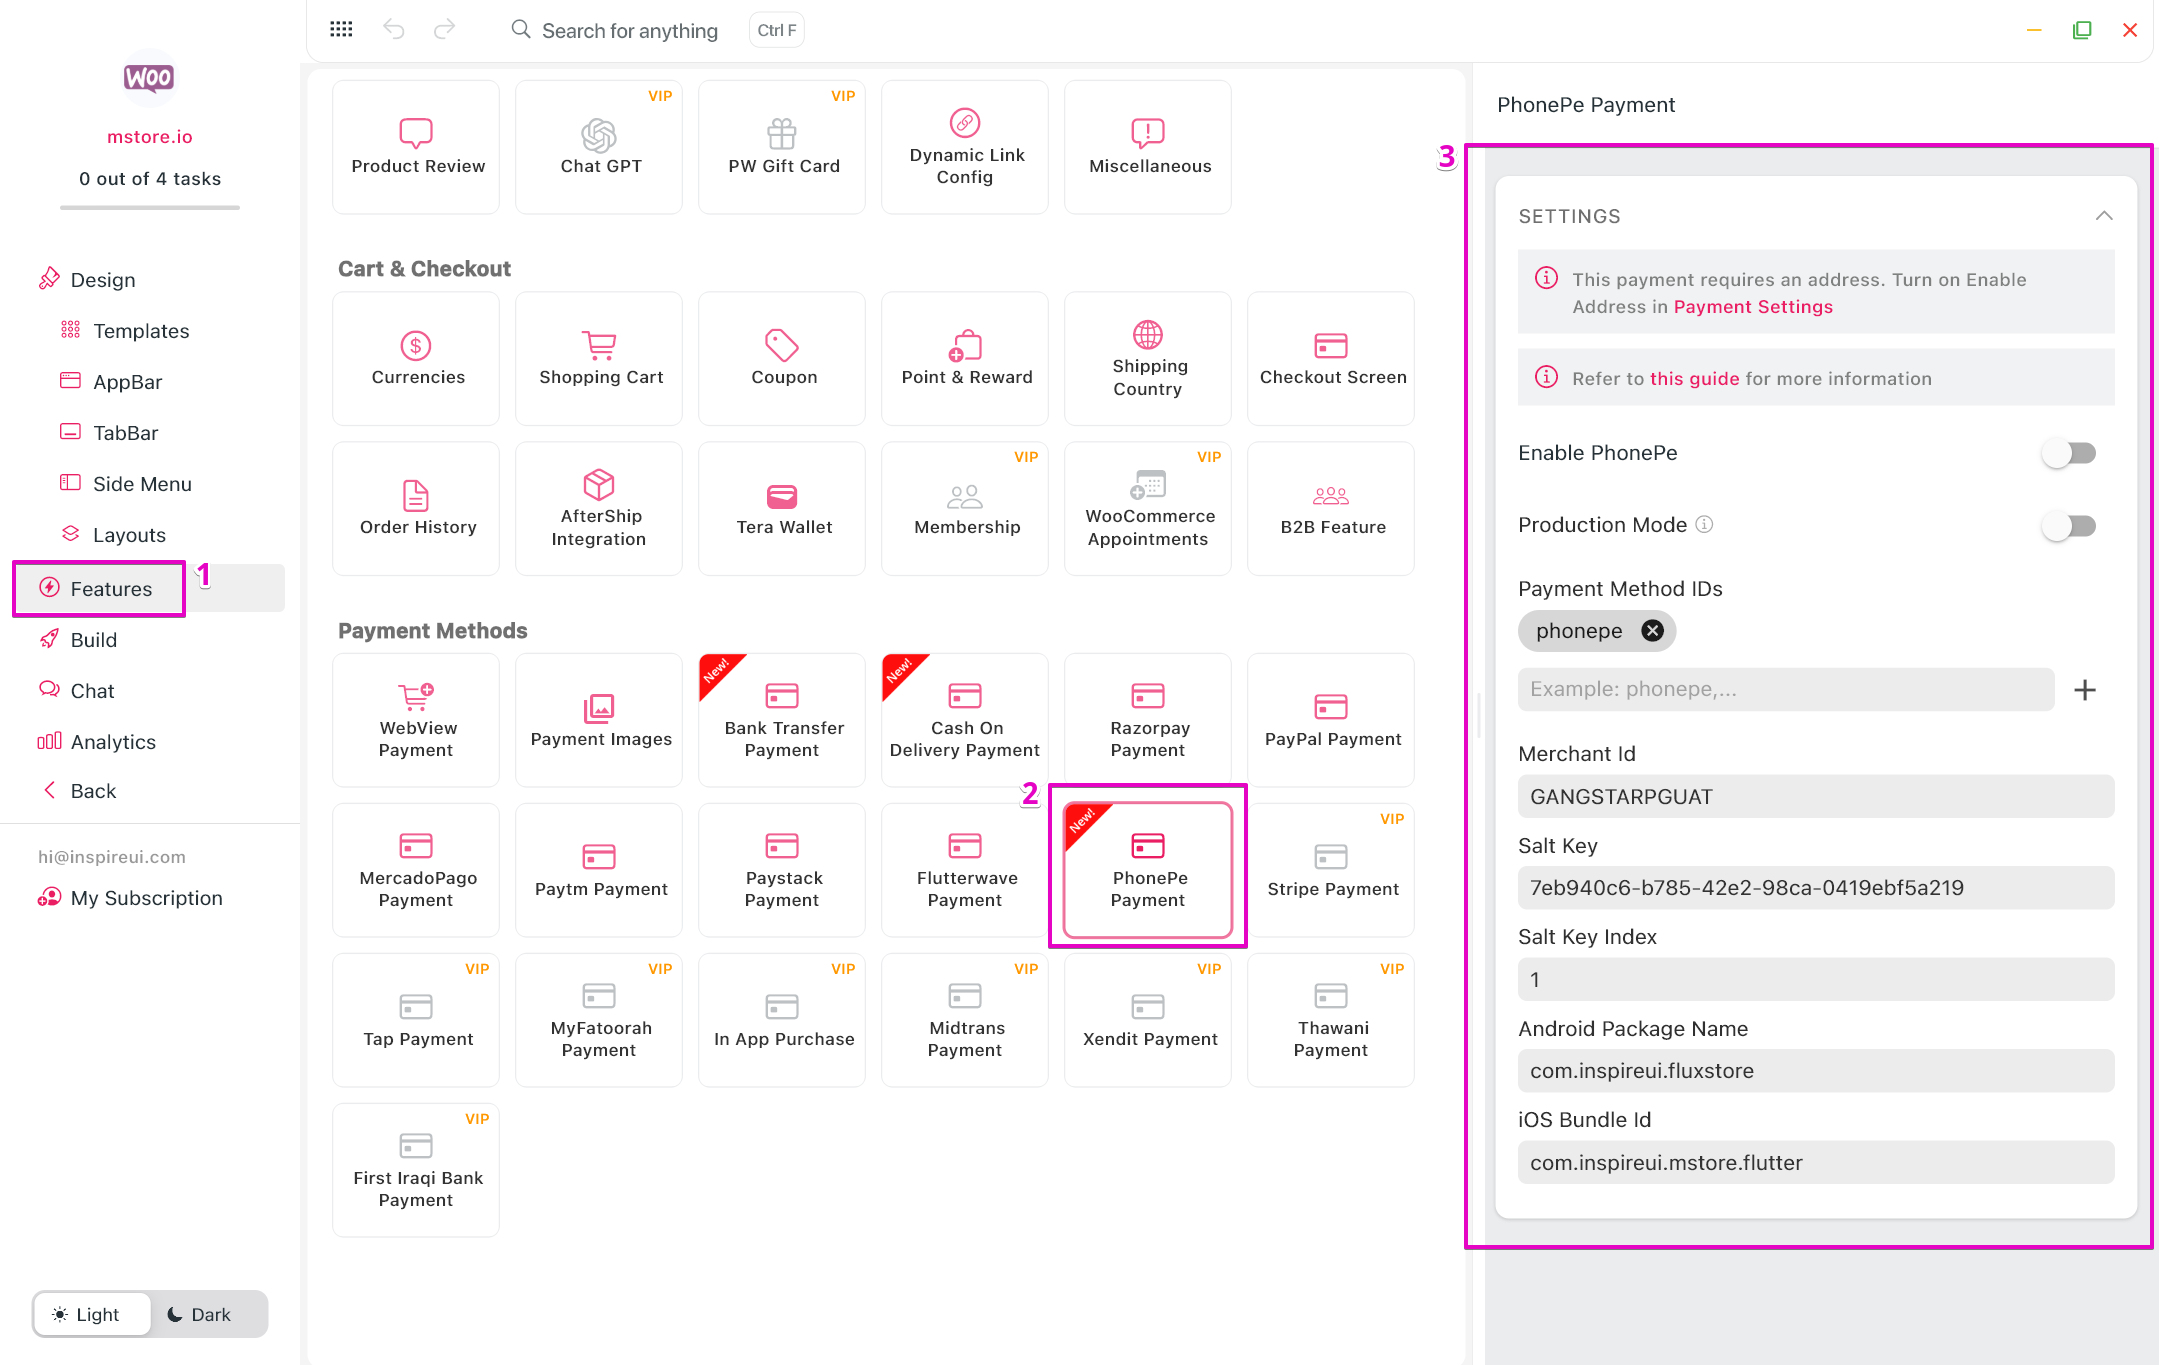 Search for anything
Ctrl F
WOO
mstore.io
0 out of 4 tasks
Design
Templates
AppBar
TabBar
Side Menu
Layouts
Features
1
Build
Chat
Analytics
Back
hi@inspireui.com
My Subscription
Light
Dark
Product Review
VIP
Chat GPT
VIP
PW Gift Card
Dynamic Link
Config
Miscellaneous
Cart & Checkout
Currencies
Shopping Cart
Coupon
Point & Reward
Shipping
Country
Checkout Screen
Order History
AfterShip
Integration
Tera Wallet
VIP
Membership
VIP
WooCommerce
Appointments
B2B Feature
Payment Methods
WebView
Payment
Payment Images
New!
Bank Transfer
Payment
New!
Cash On
Delivery Payment
Razorpay
Payment
PayPal Payment
MercadoPago
Payment
Paytm Payment
Paystack
Payment
Flutterwave
Payment
2
New!
PhonePe
Payment
VIP
Stripe Payment
VIP
Tap Payment
VIP
MyFatoorah
Payment
VIP
In App Purchase
VIP
Midtrans
Payment
VIP
Xendit Payment
VIP
Thawani
Payment
VIP
First Iraqi Bank
Payment
PhonePe Payment
3
SETTINGS
This payment requires an address. Turn on Enable
Address in Payment Settings
Refer to this guide for more information
Enable PhonePe
Production Mode
Payment Method IDs
phonepe
Example: phonepe,...
Merchant Id
GANGSTARPGUAT
Salt Key
7eb940c6-b785-42e2-98ca-0419ebf5a219
Salt Key Index
1
Android Package Name
com.inspireui.fluxstore
iOS Bundle Id
com.inspireui.mstore.flutter